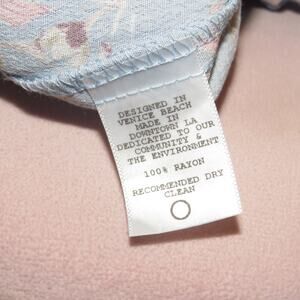 DESIGNED IN
VENICE BEACH
MADE IN
DOWNTOWN LA
DEDICATED TO OUR
COMMUNITY &
THE ENVIRONMENT
100% RAYON
RECOMMENDED DRY
CLEAN